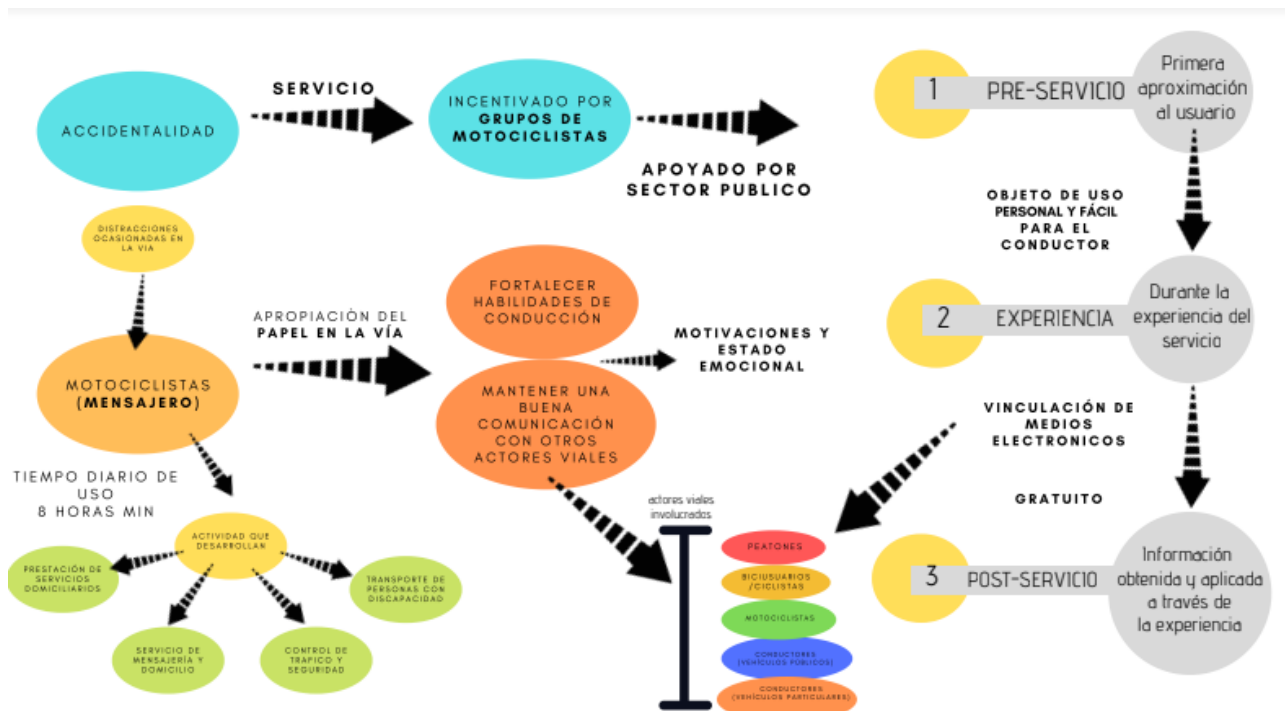 ACCIDENTALIDAD
SERVICIO
INCENTIVADO POR
GRUPOS DE
MOTOCICLISTAS
APOYADO POR
SECTOR PUBLICO
DISTRACCIONES
OCASIONADAS EN
LA VIA
MOTOCICLISTAS
(MENSAJERO)
APROPIACIÓN DEL
PAPEL EN LA VÍA
FORTALECER
HABILIDADES DE
CONDUCCIÓN
MANTENER UNA
BUENA
COMUNICACIÓN
CON OTROS
ACTORES VIALES
MOTIVACIONES Y
ESTADO
EMOCIONAL
TIEMPO DIARIO DE
USO
8 HORAS MIN
ACTIVIDAD QUE
DESARROLLAN
PRESTACIÓN DE
SERVICIOS
DOMICILIARIOS
SERVICIO DE
MENSAJERÍA Y
DOMICILIO
CONTROL DE
TRAFICO Y
SEGURIDAD
TRANSPORTE DE
PERSONAS CON
DISCAPACIDAD
actores viales
involucrados
PEATONES
BICIUSUARIOS
/CICLISTAS
MOTOCICLISTAS
CONDUCTORES
(VEHÍCULOS PÚBLICOS)
CONDUCTORES
(VEHÍCULOS PARTICULARES)
1 PRE-SERVICIO
Primera
aproximación
al usuario
OBJETO DE USO
PERSONAL Y FÁCIL
PARA EL
CONDUCTOR
2 EXPERIENCIA
Durante la
experiencia del
servicio
VINCULACIÓN DE
MEDIOS
ELECTRONICOS
GRATUITO
3 POST-SERVICIO
Información
obtenida y aplicada
a través de
la experiencia